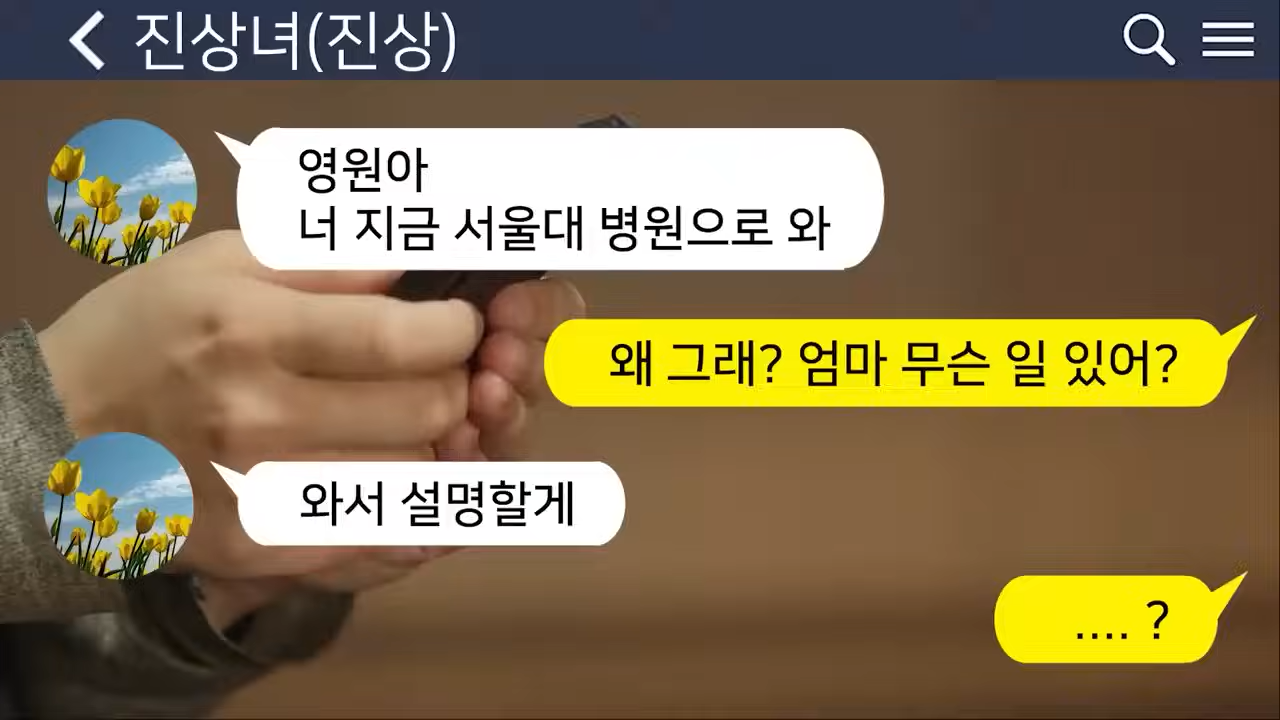 진상녀(진상)
영원아
너 지금 서울대 병원으로 와
왜 그래? 엄마 무슨 일 있어?
와서 설명할게
.... ?